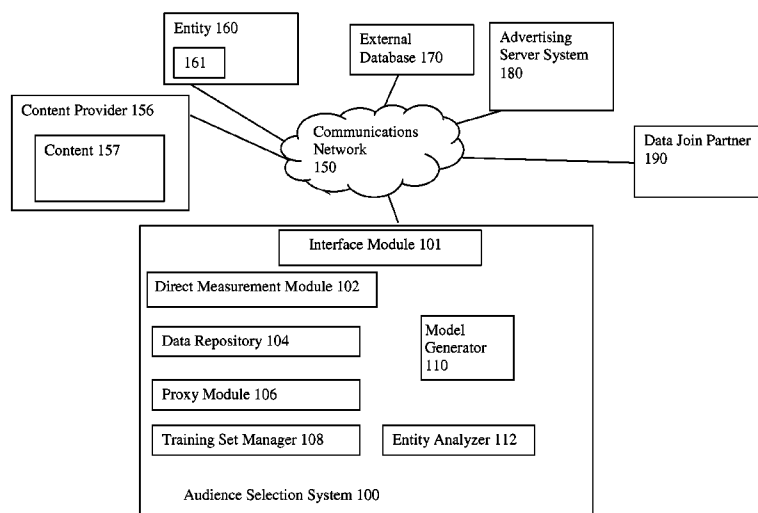 Entity 160
161
External
Database 170
Advertising
Server System
180
Content Provider 156
Content 157
Communications
Network
150
Data Join Partner
190
Interface Module 101
Direct Measurement Module 102
Data Repository 104
Model
Generator
110
Proxy Module 106
Training Set Manager 108
Entity Analyzer 112
Audience Selection System 100